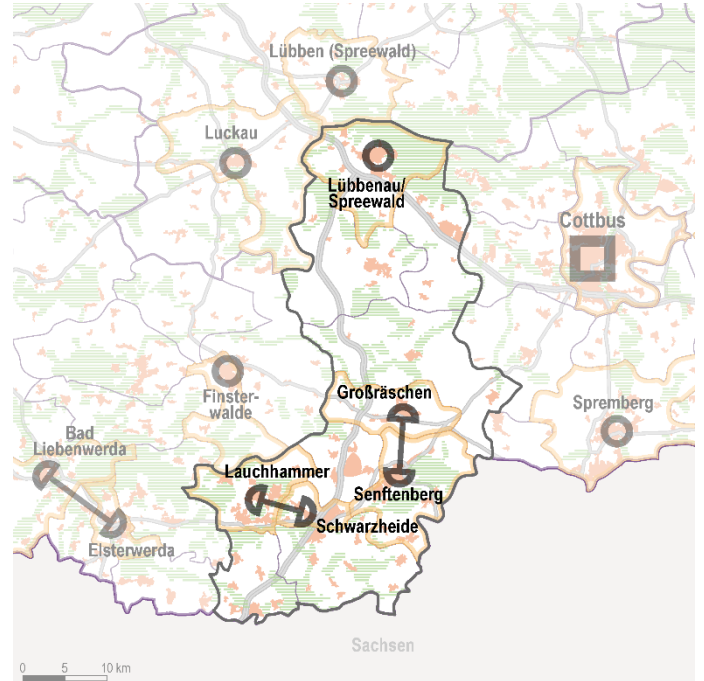 Lübben (Spreewald)
Luckau
Lübbenau/
Spreewald
Cottbus
Großräschen
Finster-
walde
Spremberg
Bad
Liebenwerda
Lauchhammer
Senftenberg
Schwarzheide
Elsterwerda
Sachsen
0 5 10 km